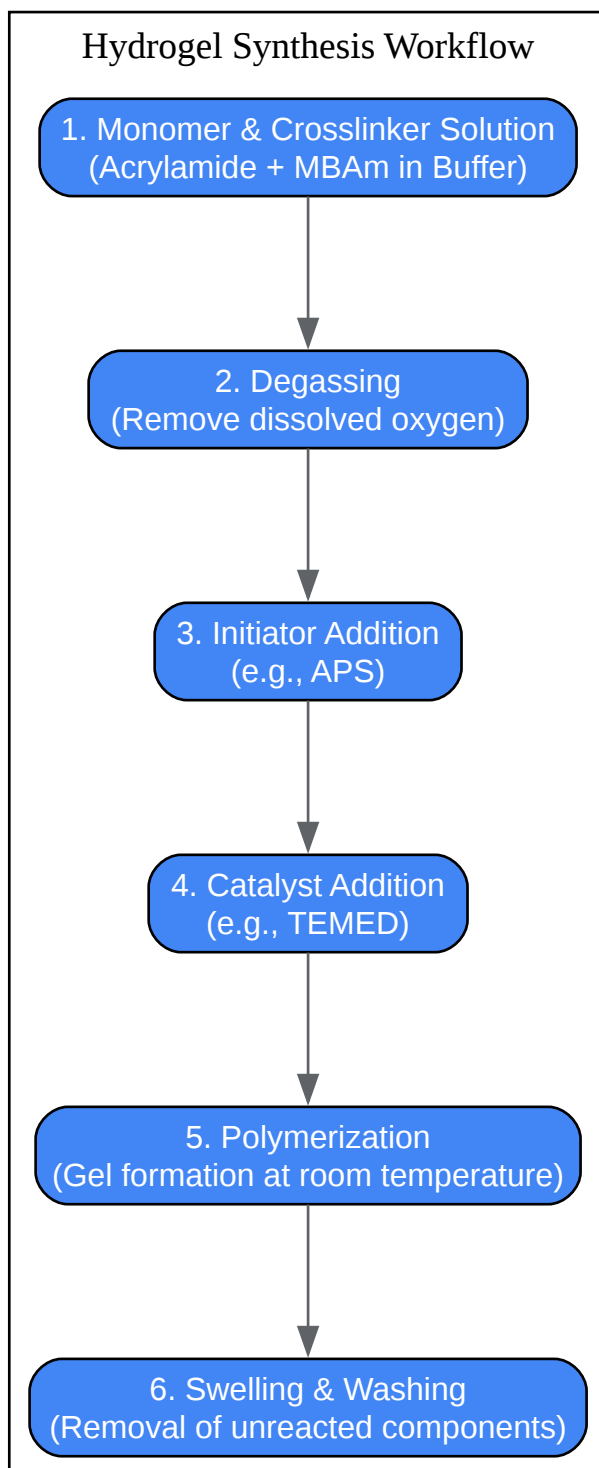 Hydrogel Synthesis Workflow
1. Monomer & Crosslinker Solution
(Acrylamide + MBAm in Buffer)
2. Degassing
(Remove dissolved oxygen)
3. Initiator Addition
(e.g., APS)
4. Catalyst Addition
(e.g., TEMED)
5. Polymerization
(Gel formation at room temperature)
6. Swelling & Washing
(Removal of unreacted components)